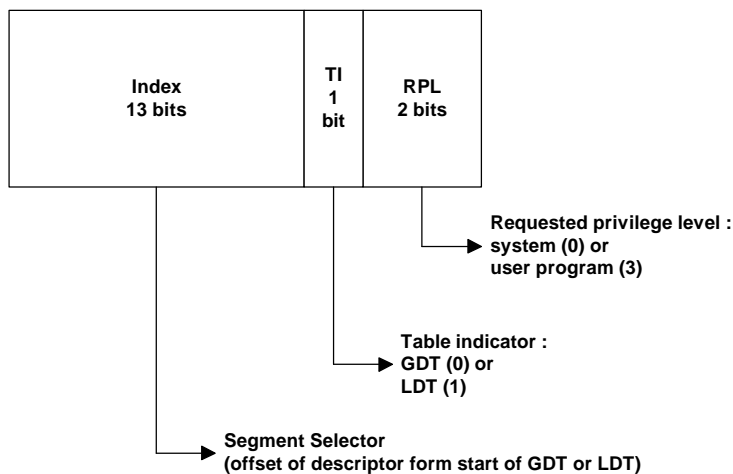 Index
13 bits
TI
1
bit
RPL
2 bits
Requested privilege level :
system (0) or
user program (3)
Table indicator :
GDT (0) or
LDT (1)
Segment Selector
(offset of descriptor form start of GDT or LDT)